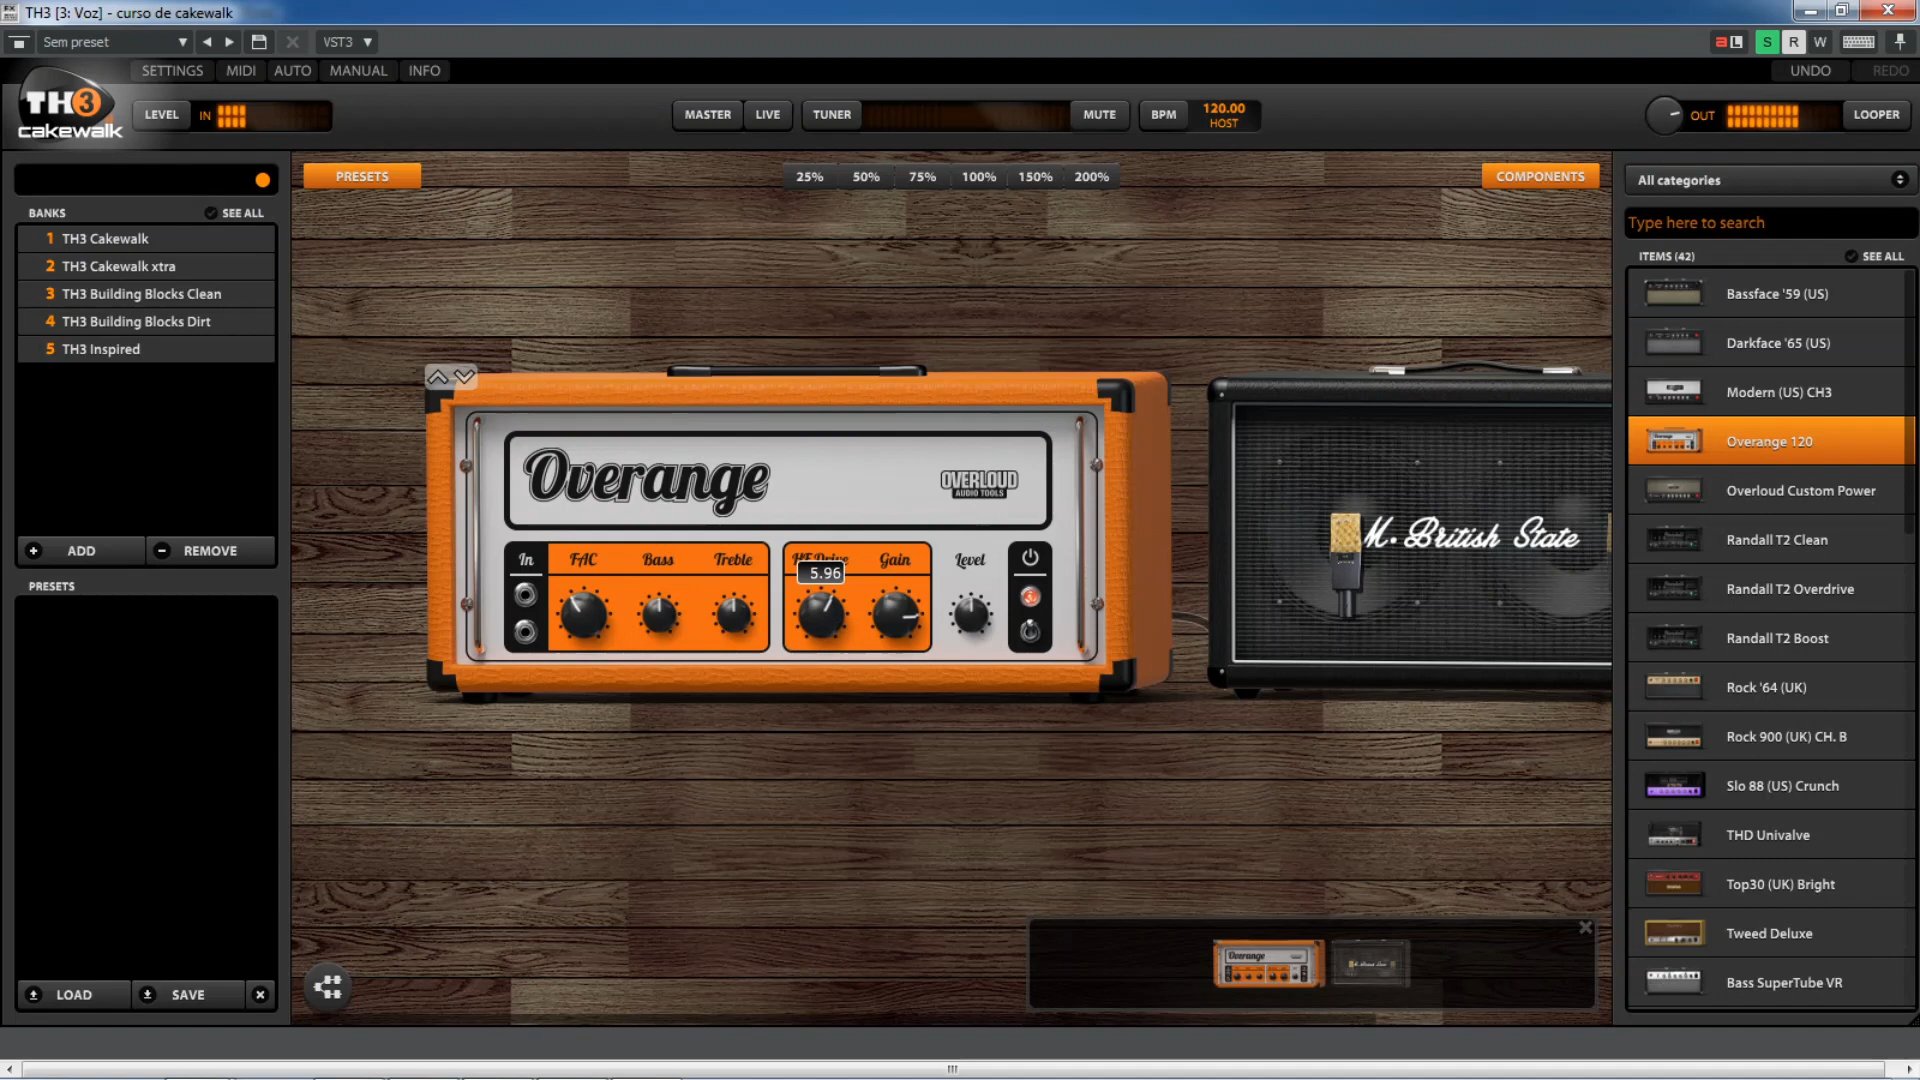 TH3 [3: Voz] - curso de cakewalk
Sem preset
VST3
S R W
SETTINGS MIDI AUTO MANUAL INFO
UNDO REDO
TH3
cakewalk
LEVEL IN
MASTER LIVE TUNER MUTE BPM 120.00
HOST
OUT LOOPER
PRESETS
25% 50% 75% 100% 150% 200%
COMPONENTS
BANKS SEE ALL
1 TH3 Cakewalk
2 TH3 Cakewalk xtra
3 TH3 Building Blocks Clean
4 TH3 Building Blocks Dirt
5 TH3 Inspired
ADD REMOVE
PRESETS
LOAD SAVE
Overange
OVERLOUD
AUDIO TOOLS
In FAC Bass Treble HF Drive Gain Level
5.96
M. British State
All categories
Type here to search
ITEMS (42) SEE ALL
Bassface '59 (US)
Darkface '65 (US)
Modern (US) CH3
Overange 120
Overloud Custom Power
Randall T2 Clean
Randall T2 Overdrive
Randall T2 Boost
Rock '64 (UK)
Rock 900 (UK) CH. B
Slo 88 (US) Crunch
THD Univalve
Top30 (UK) Bright
Tweed Deluxe
Bass SuperTube VR
Overange